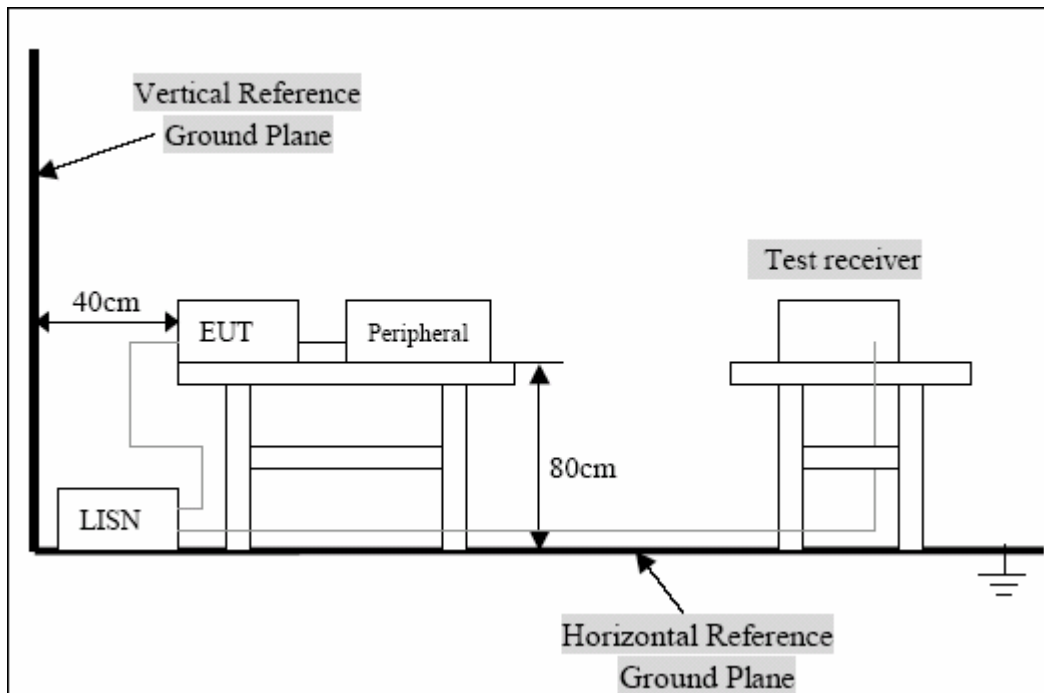 Vertical Reference
Ground Plane
Test receiver
40cm
EUT
Peripheral
80cm
LISN
Horizontal Reference
Ground Plane